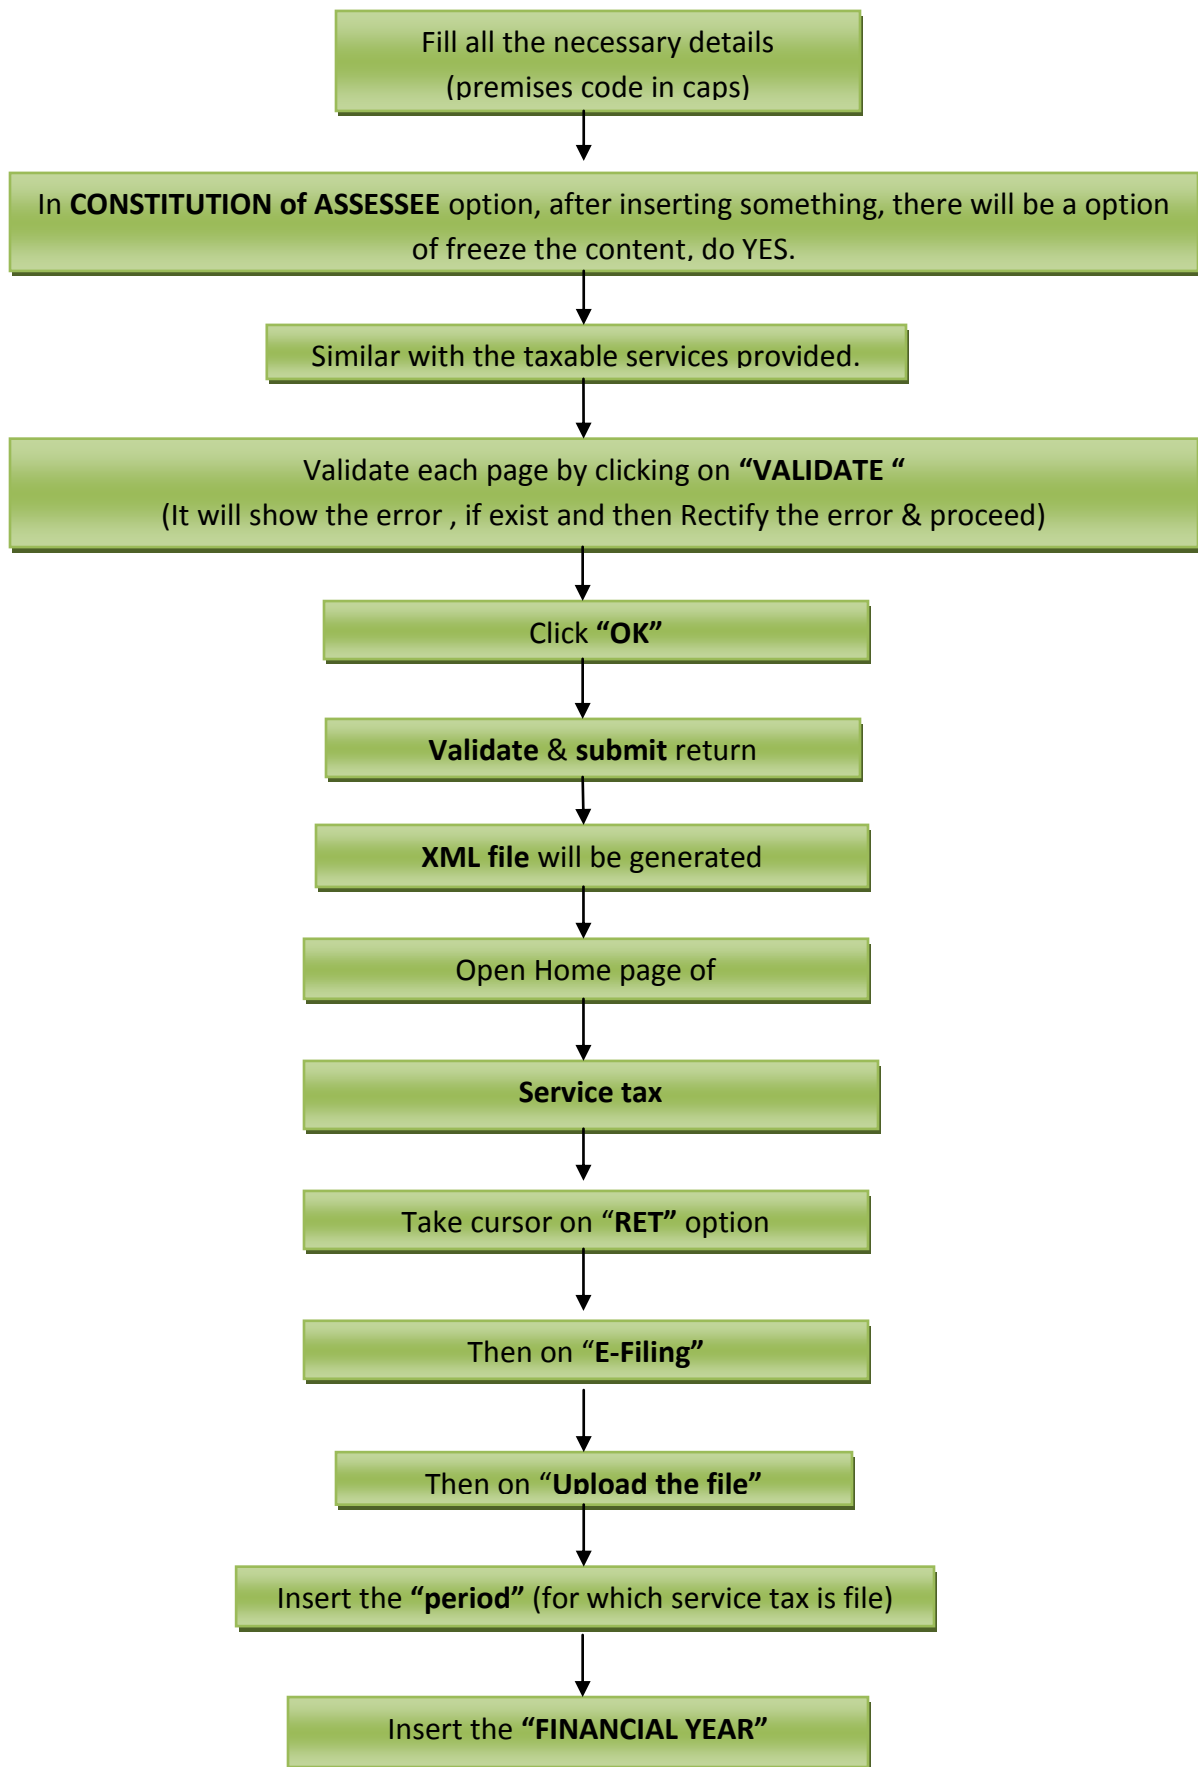 Fill all the necessary details
(premises code in caps)
In CONSTITUTION of ASSESSEE option, after inserting something, there will be a option
of freeze the content, do YES.
Similar with the taxable services provided.
Validate each page by clicking on “VALIDATE “
(It will show the error , if exist and then Rectify the error & proceed)
Click “OK”
Validate & submit return
XML file will be generated
Open Home page of
Service tax
Take cursor on “RET” option
Then on “E-Filing”
Then on “Upload the file”
Insert the “period” (for which service tax is file)
Insert the “FINANCIAL YEAR”